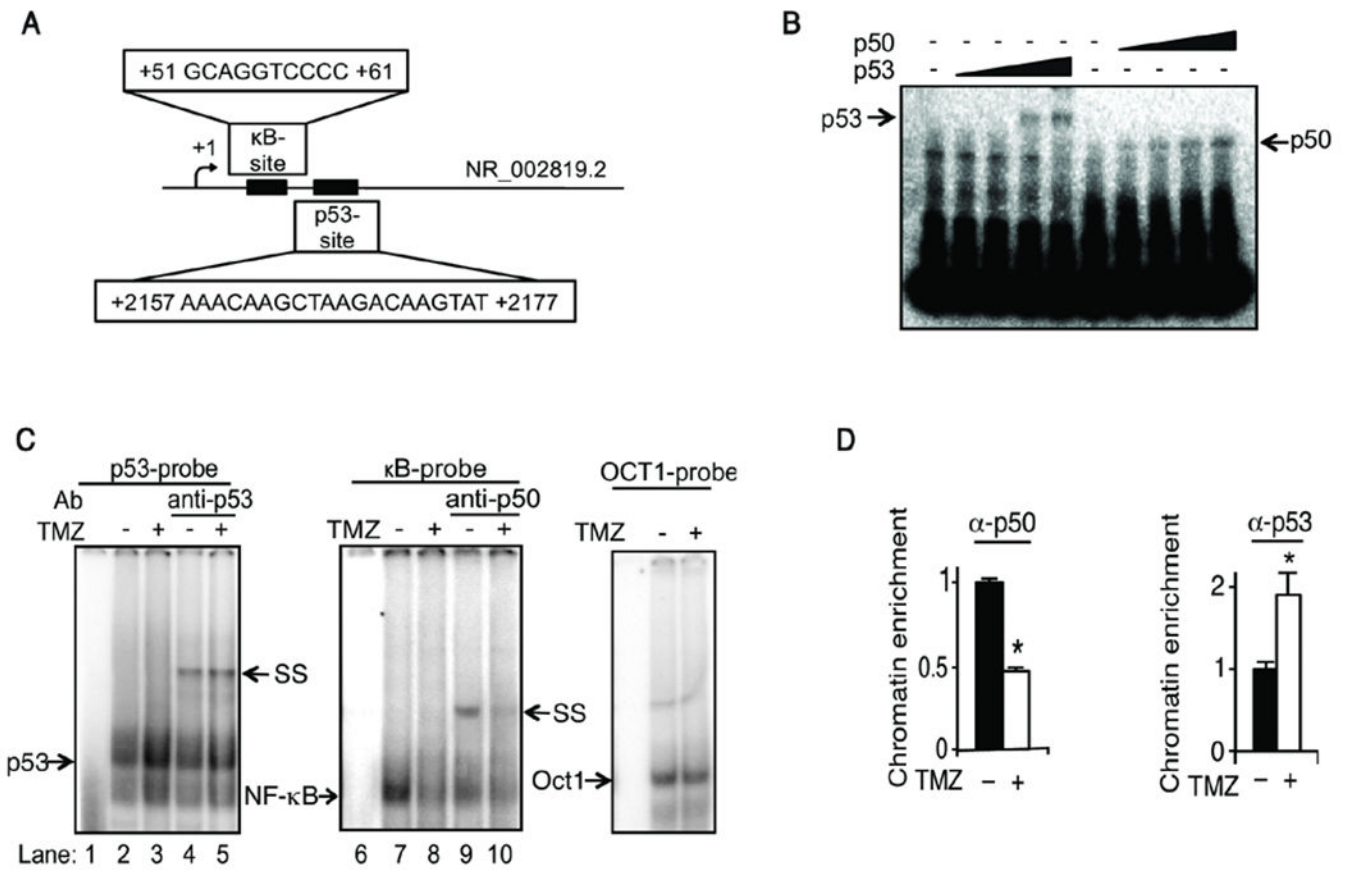 A
+51 GCAGGTCCCC +61
κB-
site
+1
NR_002819.2
p53-
site
+2157 AAACAAGCTAAGACAAGTAT +2177
B
p50 - - - - - -
p53 - - - - - -
p53
p50
C
p53-probe
Ab anti-p53
TMZ - + - +
SS
p53
Lane: 1 2 3 4 5
κB-probe
anti-p50
TMZ - + - +
SS
NF-κB
6 7 8 9 10
OCT1-probe
TMZ - +
Oct1
D
α-p50
Chromatin enrichment
1
*
0.5
0
TMZ - +
α-p53
Chromatin enrichment
*
2
1
0
TMZ - +